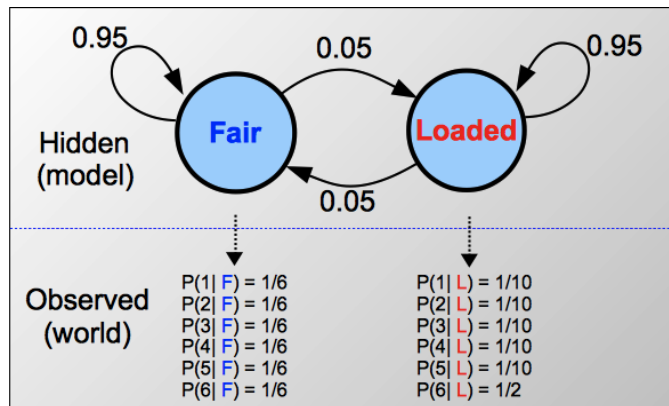 0.95
0.05
0.95
Fair
Loaded
Hidden
(model)
0.05
Observed
(world)
P(1| F) = 1/6
P(2| F) = 1/6
P(3| F) = 1/6
P(4| F) = 1/6
P(5| F) = 1/6
P(6| F) = 1/6
P(1| L) = 1/10
P(2| L) = 1/10
P(3| L) = 1/10
P(4| L) = 1/10
P(5| L) = 1/10
P(6| L) = 1/2